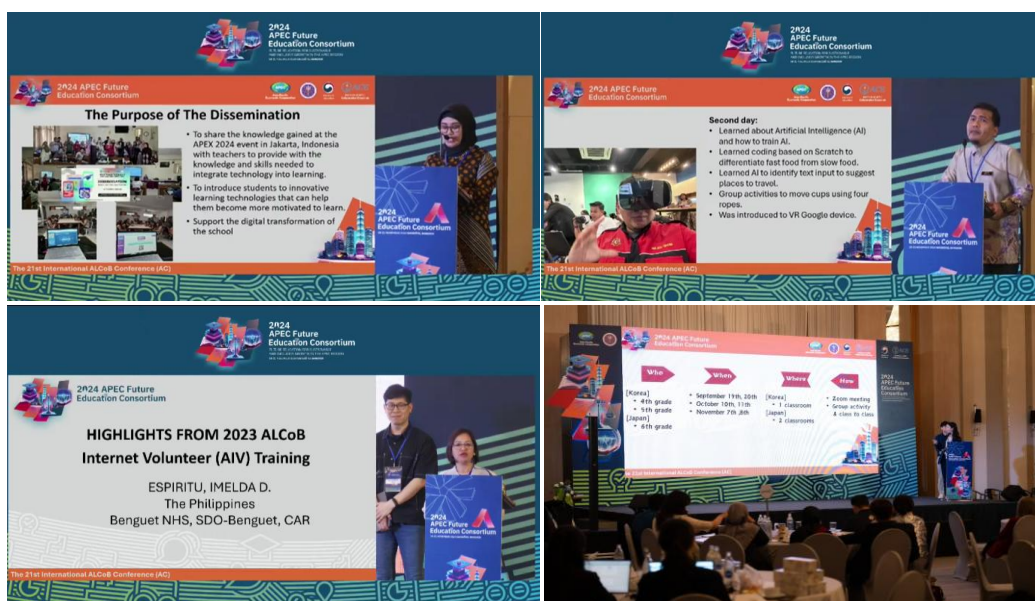 2024
APEC Future
Education Consortium
2024 APEC Future
Education Consortium
The Purpose of The Dissemination
• To share the knowledge gained at the
APEX 2024 event in Jakarta, Indonesia
with teachers to provide with the
knowledge and skills needed to
integrate technology into learning.
• To introduce students to innovative
learning technologies that can help
them become more motivated to learn.
• Support the digital transformation of
the school
2024
APEC Future
Education Consortium
The 21st International ALCoB Conference (AC)
2024
APEC Future
Education Consortium
2024 APEC Future
Education Consortium
Second day:
• Learned about Artificial Intelligence (AI)
and how to train AI.
• Learned coding based on Scratch to
differentiate fast food from slow food.
• Learned AI to identify text input to suggest
places to travel.
• Group activities to move cups using four
ropes.
• Was introduced to VR Google device.
2024
APEC Future
Education Consortium
The 21st International ALCoB Conference (AC)
2024
APEC Future
Education Consortium
2024 APEC Future
Education Consortium
HIGHLIGHTS FROM 2023 ALCoB
Internet Volunteer (AIV) Training
ESPIRITU, IMELDA D.
The Philippines
Benguet NHS, SDO-Benguet, CAR
2024
APEC Future
Education Consortium
The 21st International ALCoB Conference (AC)
2024 APEC Future
Education Consortium
Who
When
Where
How
[Korea]
• 4th grade
• 5th grade
[Japan]
• 6th grade
• September 19th, 20th
• October 10th, 11th
• November 7th, 8th
[Korea]
• 1 classroom
[Japan]
• 2 classrooms
• Zoom meeting
• Group activity
& class to class
2024
APEC Future
Education Consortium
The 21st International ALCoB Conference (AC)